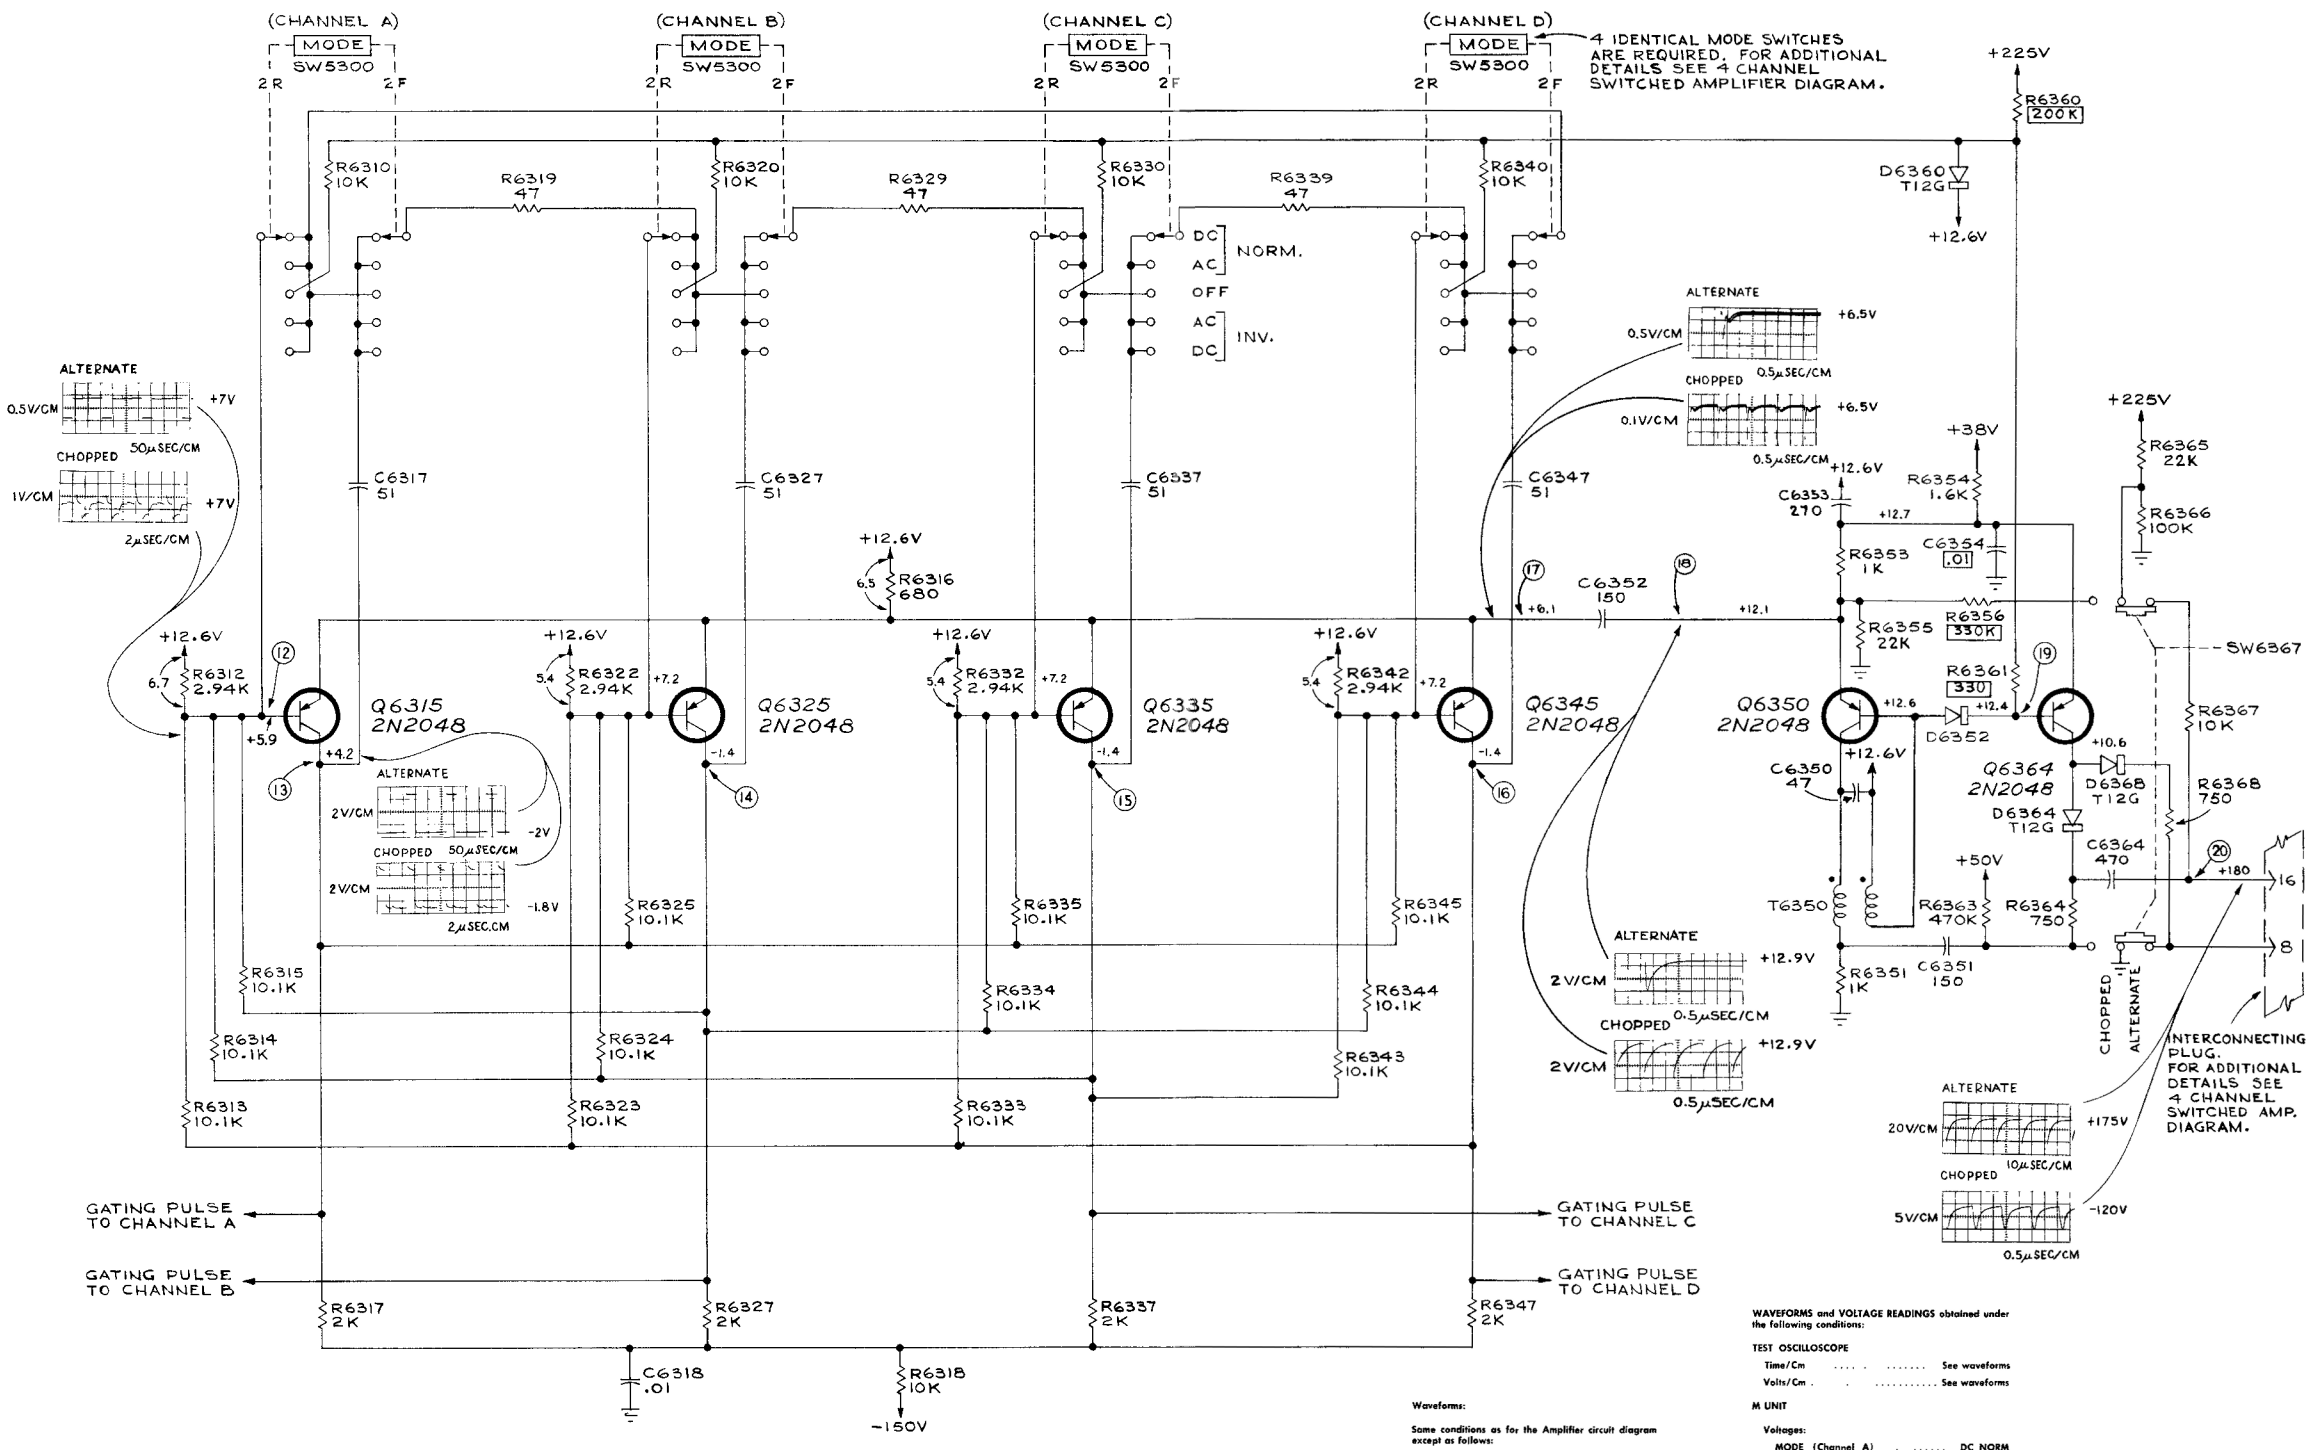 (CHANNEL A)
MODE
SW5300
2R 2F
(CHANNEL B)
MODE
SW5300
2R 2F
(CHANNEL C)
MODE
SW5300
2R 2F
(CHANNEL D)
MODE
SW5300
2R 2F
4 IDENTICAL MODE SWITCHES
ARE REQUIRED. FOR ADDITIONAL
DETAILS SEE 4 CHANNEL
SWITCHED AMPLIFIER DIAGRAM.
+225V
R6360
200K
D6360
T12G
+12.6V
R6310
10K
R6319
47
R6320
10K
R6329
47
R6330
10K
R6339
47
R6340
10K
DC
AC
NORM.
OFF
AC
DC
INV.
ALTERNATE
0.5V/CM
+7V
50µSEC/CM
CHOPPED
1V/CM
+7V
2µSEC/CM
C6317
51
C6327
51
C6337
51
C6347
51
ALTERNATE
0.5V/CM
+6.5V
0.5µSEC/CM
CHOPPED
0.1V/CM
+6.5V
0.5µSEC/CM
+12.6V
C6353
270
+12.7
+38V
R6354
1.6K
C6354
.01
R6353
1K
+225V
R6365
22K
R6366
100K
+12.6V
6.5
R6316
680
17
+6.1
C6352
150
18
+12.1
R6355
22K
R6356
330K
SW6367
R6361
330
19
+12.6V
6.7
R6312
2.94K
12
+5.9
Q6315
2N2048
+4.2
13
+12.6V
5.4
R6322
2.94K
+7.2
Q6325
2N2048
-1.4
14
+12.6V
5.4
R6332
2.94K
+7.2
Q6335
2N2048
-1.4
15
+12.6V
5.4
R6342
2.94K
+7.2
Q6345
2N2048
-1.4
16
Q6350
2N2048
+12.6
D6352
+12.4
+12.6V
C6350
47
Q6364
2N2048
+10.6
D6368
T12G
D6364
T12G
R6367
10K
R6368
750
C6364
470
20
+180
16
8
+50V
R6363
470K
R6364
750
T6350
C6351
150
R6351
1K
CHOPPED
ALTERNATE
INTERCONNECTING
PLUG.
FOR ADDITIONAL
DETAILS SEE
4 CHANNEL
SWITCHED AMP.
DIAGRAM.
ALTERNATE
2V/CM
-2V
50µSEC/CM
CHOPPED
2V/CM
-1.8V
2µSEC.CM
R6325
10.1K
R6335
10.1K
R6345
10.1K
R6315
10.1K
R6334
10.1K
R6344
10.1K
R6314
10.1K
R6324
10.1K
R6343
10.1K
R6313
10.1K
R6323
10.1K
R6333
10.1K
ALTERNATE
2V/CM
+12.9V
0.5µSEC/CM
CHOPPED
2V/CM
+12.9V
0.5µSEC/CM
ALTERNATE
20V/CM
+175V
10µSEC/CM
CHOPPED
5V/CM
-120V
0.5µSEC/CM
GATING PULSE
TO CHANNEL A
GATING PULSE
TO CHANNEL B
GATING PULSE
TO CHANNEL C
GATING PULSE
TO CHANNEL D
R6317
2K
R6327
2K
R6337
2K
R6347
2K
C6318
.01
R6318
10K
-150V
WAVEFORMS and VOLTAGE READINGS obtained under
the following conditions:
TEST OSCILLOSCOPE
Time/Cm ..... ....... See waveforms
Volts/Cm . . ........... See waveforms
Waveforms:
Same conditions as for the Amplifier circuit diagram
except as follows:
M UNIT
Voltages:
MODE (Channel A) . ....... DC NORM